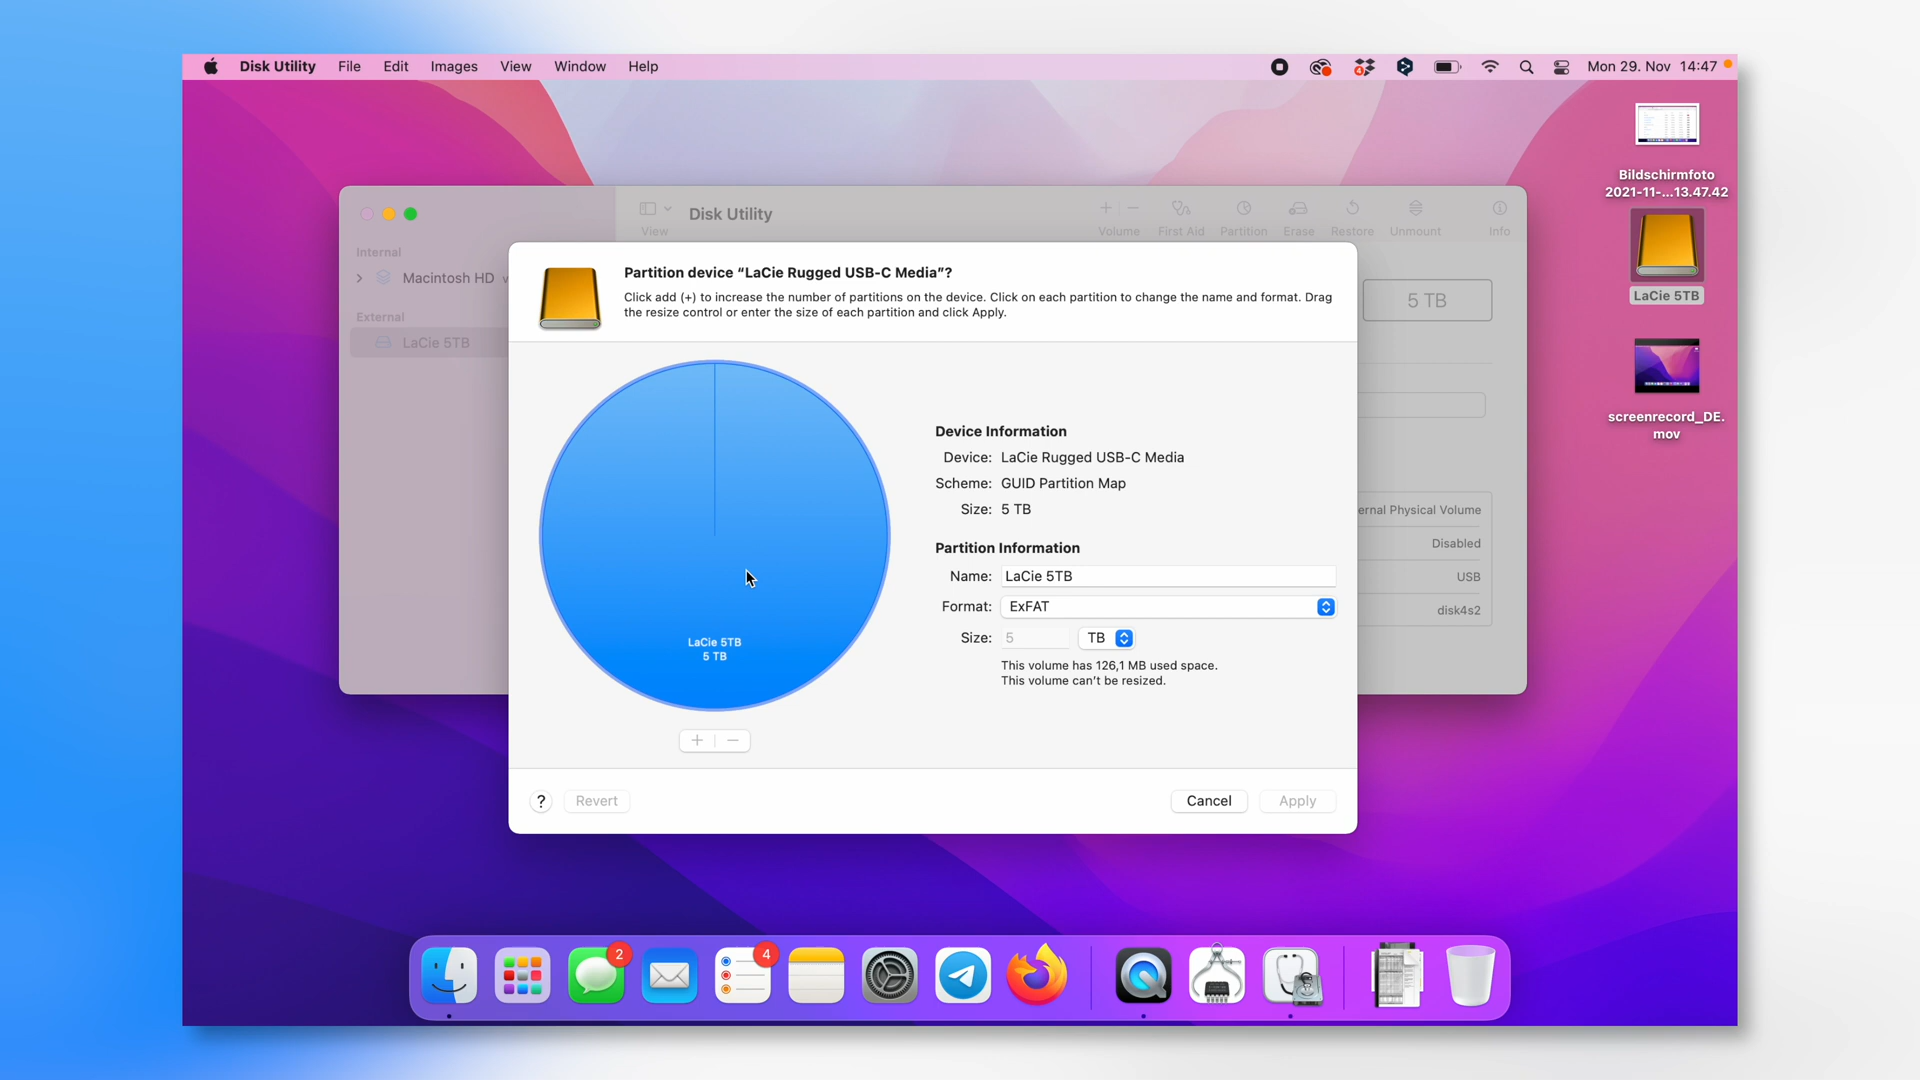 Disk Utility File Edit Images View Window Help
4
Mon 29. Nov 14:47
Bildschirmfoto
2021-11-...13.47.42
LaCie 5TB
screenrecord_DE.
mov
Internal
Macintosh HD
External
LaCie 5TB
View
Disk Utility
Volume First Aid Partition Erase Restore Unmount Info
5 TB
ernal Physical Volume
Disabled
USB
disk4s2
Partition device “LaCie Rugged USB-C Media”?
Click add (+) to increase the number of partitions on the device. Click on each partition to change the name and format. Drag
the resize control or enter the size of each partition and click Apply.
LaCie 5TB
5 TB
+ −
Device Information
Device: LaCie Rugged USB-C Media
Scheme: GUID Partition Map
Size: 5 TB
Partition Information
Name: LaCie 5TB
Format: ExFAT
Size: 5 TB
This volume has 126,1 MB used space.
This volume can’t be resized.
? Revert Cancel Apply
2
4